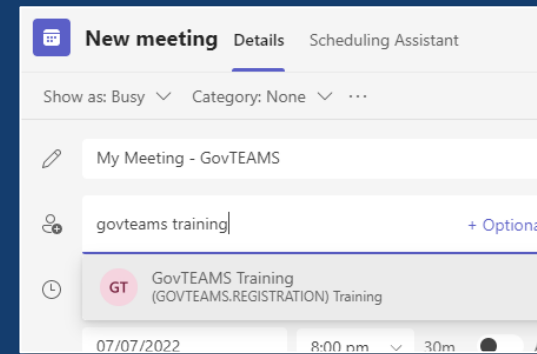 New meeting Details Scheduling Assistant
Show as: Busy Category: None ...
My Meeting - GovTEAMS
govteams training + Optiona
GT GovTEAMS Training
(GOVTEAMS.REGISTRATION) Training
07/07/2022 8:00 pm 30m